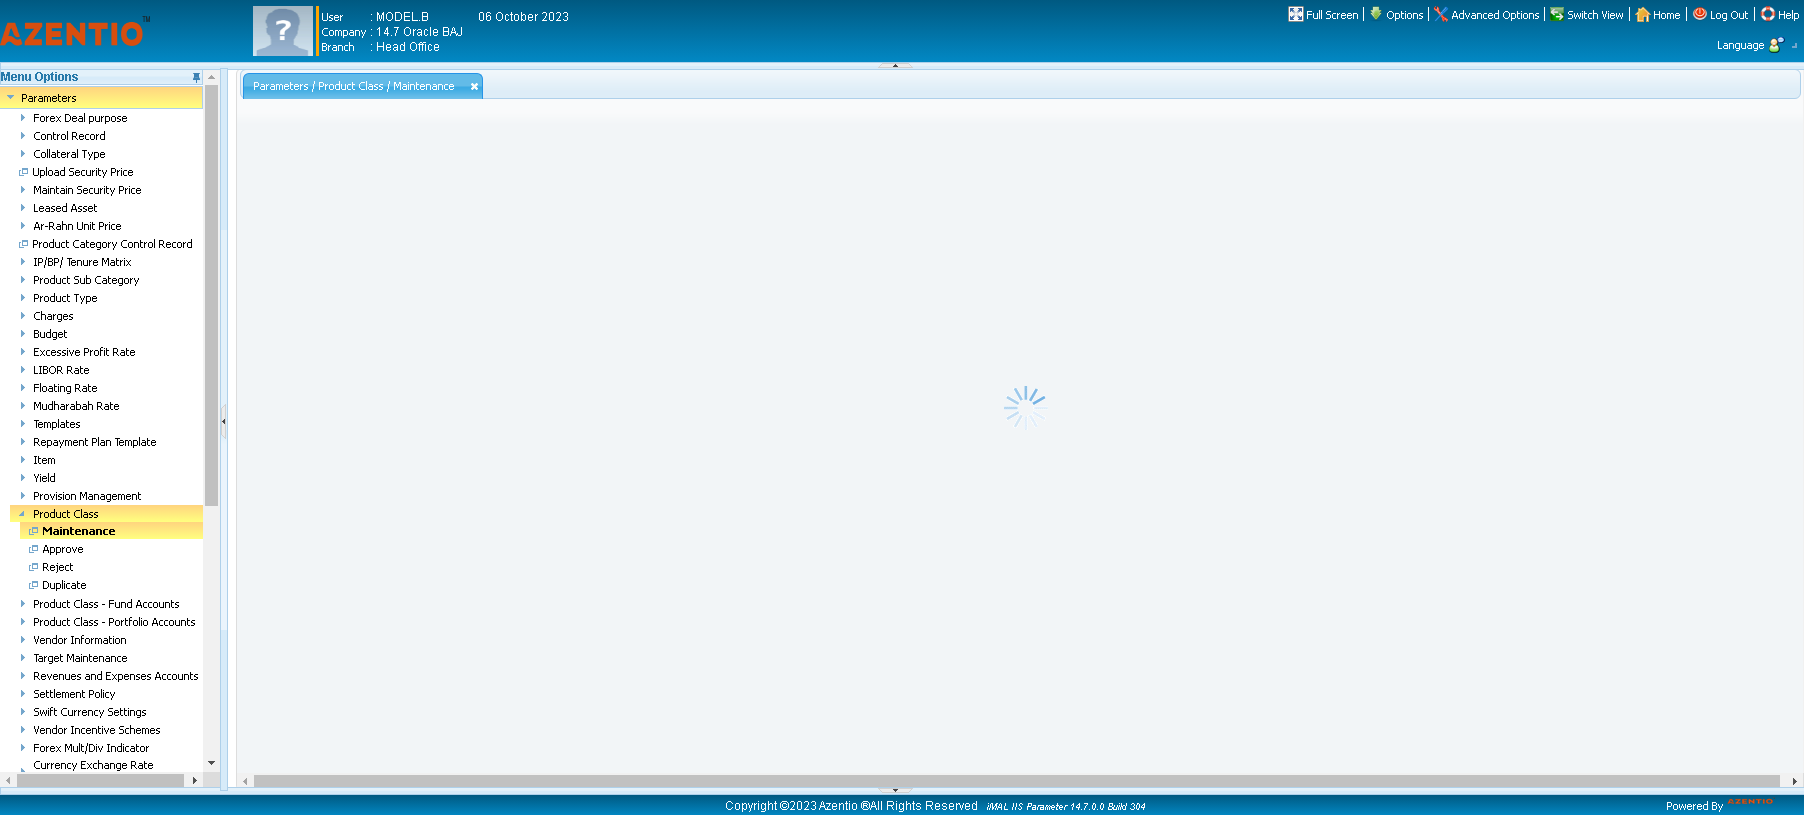 AZENTIO™
User : MODEL.B 06 October 2023
Company : 14.7 Oracle BAJ
Branch : Head Office
Full Screen | Options | Advanced Options | Switch View | Home | Log Out | Help
Language
Menu Options
Parameters
Forex Deal purpose
Control Record
Collateral Type
Upload Security Price
Maintain Security Price
Leased Asset
Ar-Rahn Unit Price
Product Category Control Record
IP/BP/ Tenure Matrix
Product Sub Category
Product Type
Charges
Budget
Excessive Profit Rate
LIBOR Rate
Floating Rate
Mudharabah Rate
Templates
Repayment Plan Template
Item
Yield
Provision Management
Product Class
Maintenance
Approve
Reject
Duplicate
Product Class - Fund Accounts
Product Class - Portfolio Accounts
Vendor Information
Target Maintenance
Revenues and Expenses Accounts
Settlement Policy
Swift Currency Settings
Vendor Incentive Schemes
Forex Mult/Div Indicator
Currency Exchange Rate
Parameters / Product Class / Maintenance
Copyright ©2023 Azentio ®All Rights Reserved iMAL IIS Parameter 14.7.0.0 Build 304
Powered By AZENTIO